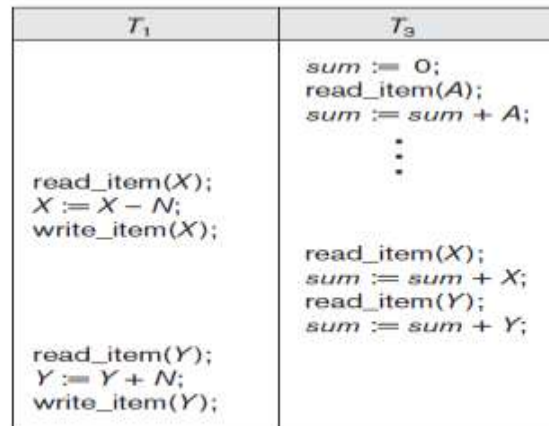 T₁ T₃
sum := 0;
read_item(A);
sum := sum + A;
⋮
read_item(X);
X := X – N;
write_item(X);
read_item(X);
sum := sum + X;
read_item(Y);
sum := sum + Y;
read_item(Y);
Y := Y + N;
write_item(Y);